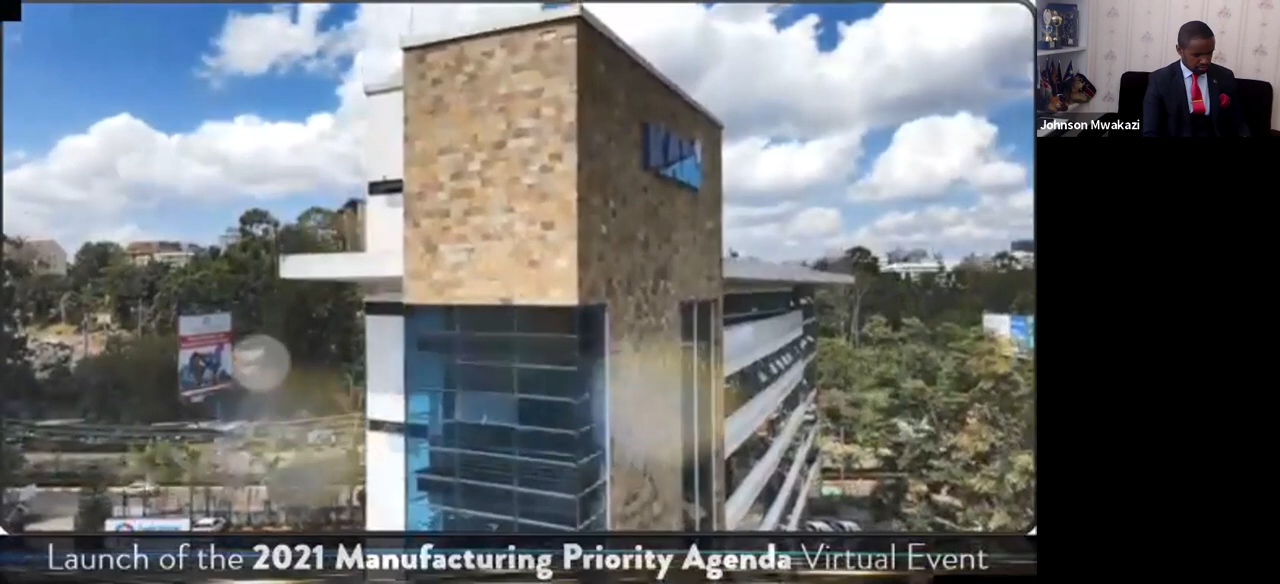 Johnson Mwakazi
Launch of the 2021 Manufacturing Priority Agenda Virtual Event